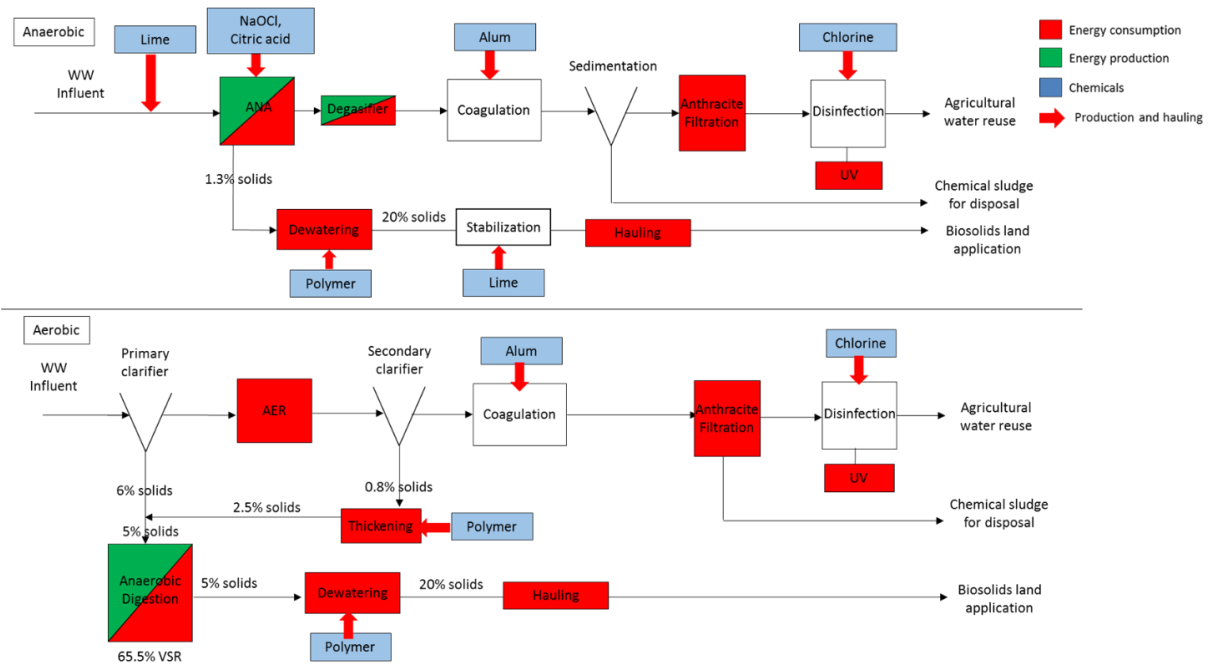 Anaerobic
Lime
NaOCl,
Citric acid
Alum
Chlorine
Energy consumption
Energy production
Chemicals
Production and hauling
WW
Influent
ANA
Degasifier
Coagulation
Sedimentation
Anthracite
Filtration
Disinfection
UV
Agricultural
water reuse
1.3% solids
Chemical sludge
for disposal
Dewatering
20% solids
Stabilization
Hauling
Biosolids land
application
Polymer
Lime
Aerobic
WW
Influent
Primary
clarifier
AER
Secondary
clarifier
Alum
Coagulation
Anthracite
Filtration
Chlorine
Disinfection
UV
Agricultural
water reuse
6% solids
0.8% solids
2.5% solids
Thickening
Polymer
Chemical sludge
for disposal
5% solids
Anaerobic
Digestion
65.5% VSR
5% solids
Dewatering
20% solids
Hauling
Biosolids land
application
Polymer